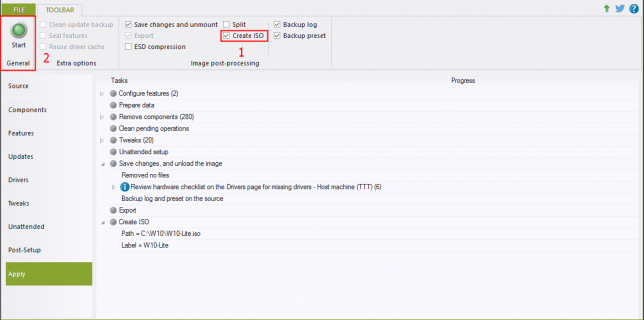 FILE TOOLBAR
Clean update backup
Seal features
Reuse driver cache
Save changes and unmount
Export
ESD compression
Split
Create ISO
Backup log
Backup preset
Start
1
2
General
Extra options
Image post-processing
Tasks Progress
Source
Components
Features
Updates
Drivers
Tweaks
Unattended
Post-Setup
Apply
Configure features (2)
Prepare data
Remove components (280)
Clean pending operations
Tweaks (20)
Unattended setup
Save changes, and unload the image
Removed no files
Review hardware checklist on the Drivers page for missing drivers - Host machine (TTT) (6)
Backup log and preset on the source
Export
Create ISO
Path = C:\W10\W10-Lite.iso
Label = W10-Lite